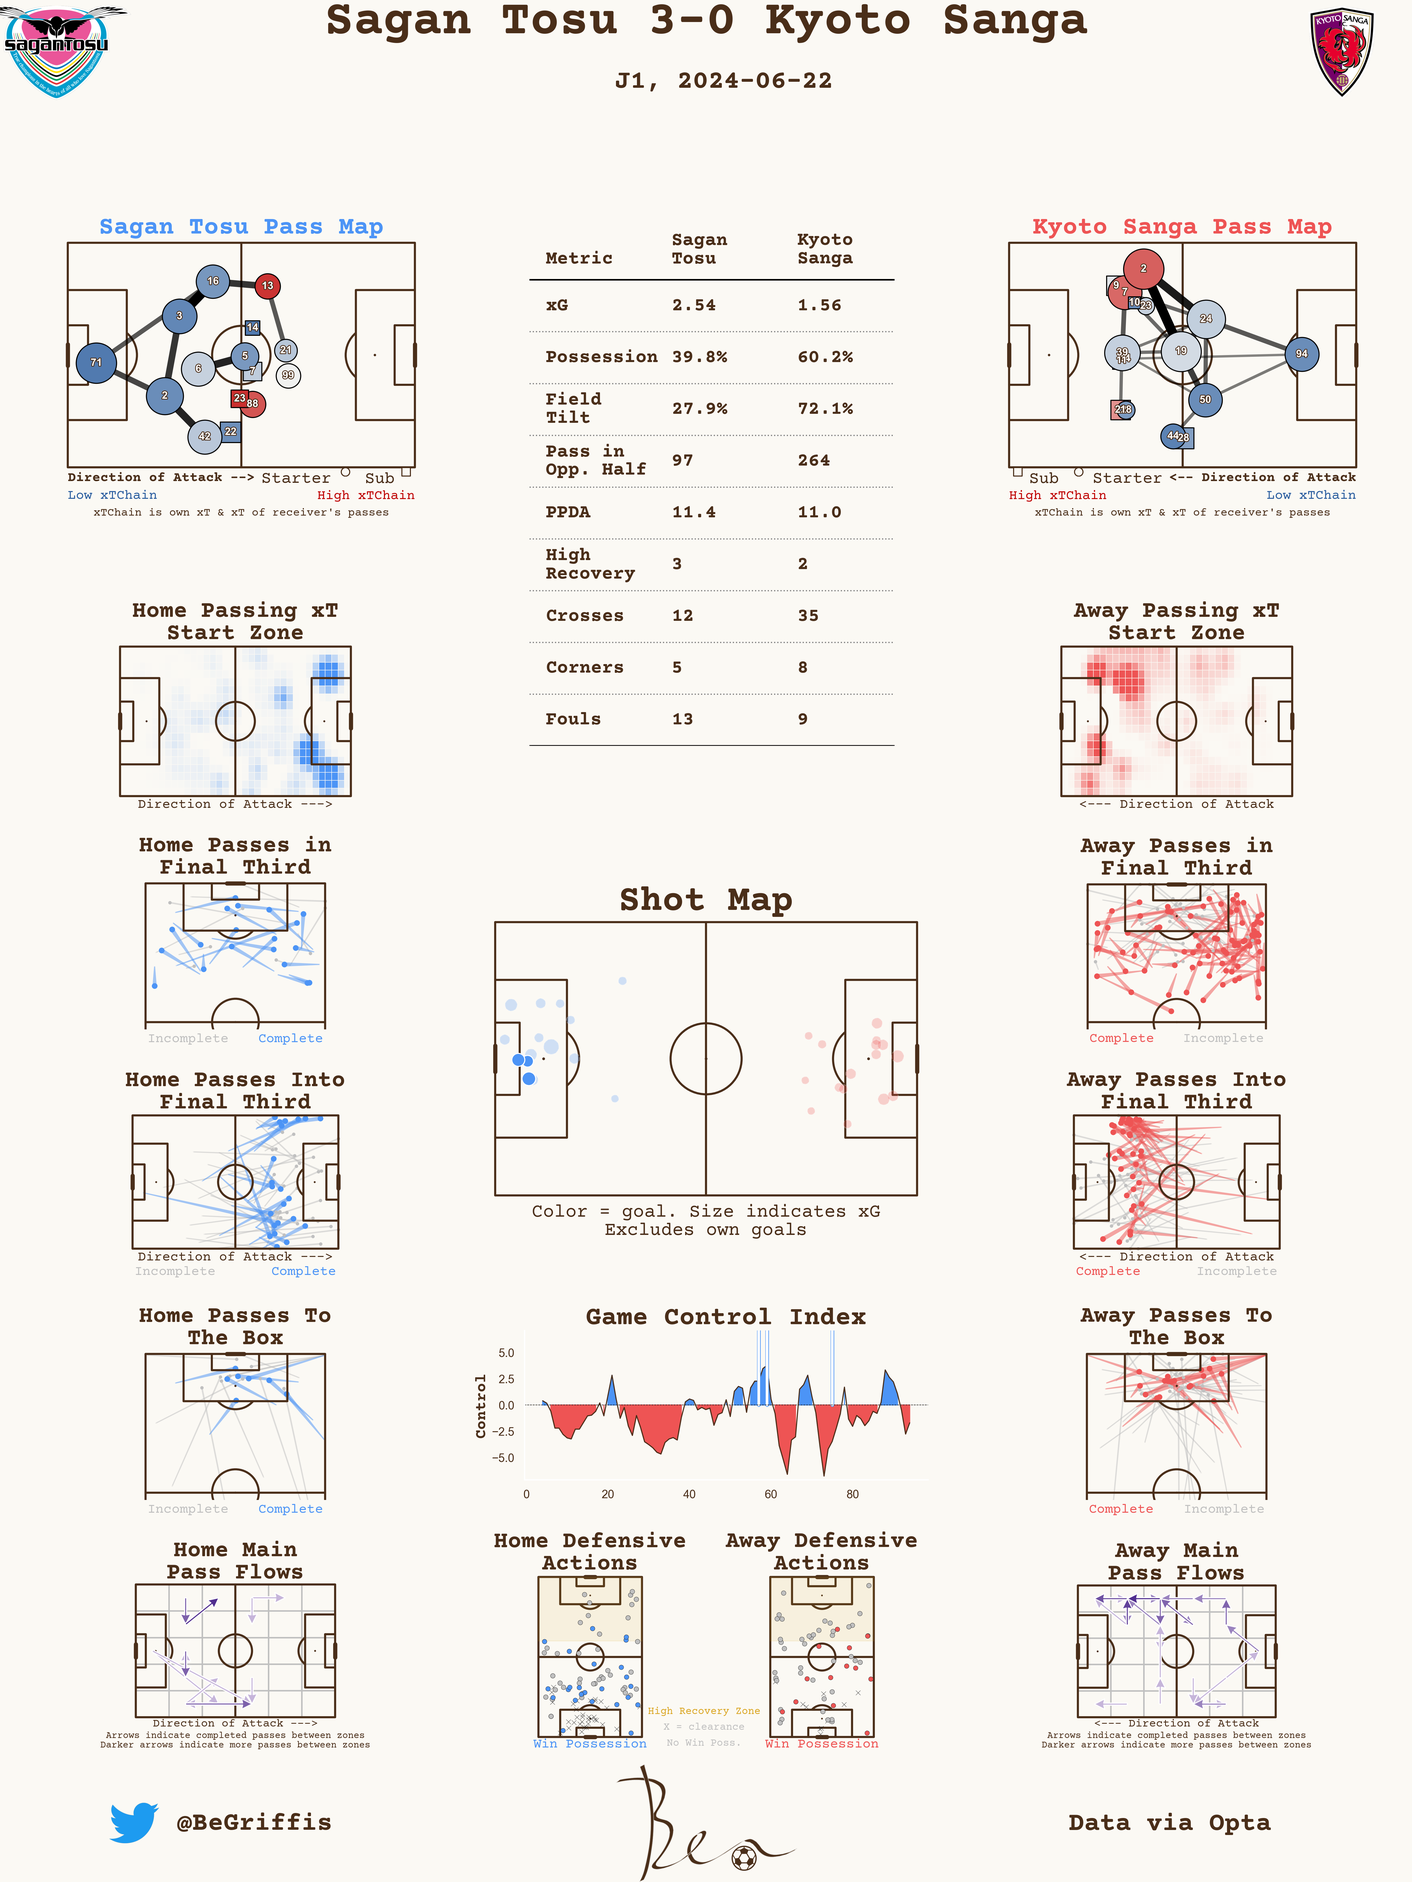 Sagan Tosu 3-0 Kyoto Sanga
J1, 2024-06-22
saganTosu
KYOTO SANGA
Sagan Tosu Pass Map
16
13
3
14
71
5
21
6
7
99
2
23
88
42
22
Direction of Attack --> Starter Sub
Low xTChain High xTChain
xTChain is own xT & xT of receiver's passes
Metric Sagan Tosu Kyoto Sanga
xG 2.54 1.56
Possession 39.8% 60.2%
Field Tilt 27.9% 72.1%
Pass in Opp. Half 97 264
PPDA 11.4 11.0
High Recovery 3 2
Crosses 12 35
Corners 5 8
Fouls 13 9
Kyoto Sanga Pass Map
2
9
7
10
23
24
39
19
94
50
44
28
Sub Starter <-- Direction of Attack
High xTChain Low xTChain
xTChain is own xT & xT of receiver's passes
Home Passing xT
Start Zone
Direction of Attack --->
Away Passing xT
Start Zone
<--- Direction of Attack
Home Passes in
Final Third
Incomplete Complete
Away Passes in
Final Third
Complete Incomplete
Shot Map
Color = goal. Size indicates xG
Excludes own goals
Home Passes Into
Final Third
Direction of Attack --->
Incomplete Complete
Away Passes Into
Final Third
<--- Direction of Attack
Complete Incomplete
Home Passes To
The Box
Incomplete Complete
Game Control Index
Control
5.0
2.5
0.0
−2.5
−5.0
0 20 40 60 80
Away Passes To
The Box
Complete Incomplete
Home Main
Pass Flows
Direction of Attack --->
Arrows indicate completed passes between zones
Darker arrows indicate more passes between zones
Home Defensive
Actions
Win Possession
High Recovery Zone
X = clearance
No Win Poss.
Away Defensive
Actions
Win Possession
Away Main
Pass Flows
<--- Direction of Attack
Arrows indicate completed passes between zones
Darker arrows indicate more passes between zones
@BeGriffis
Ben
Data via Opta